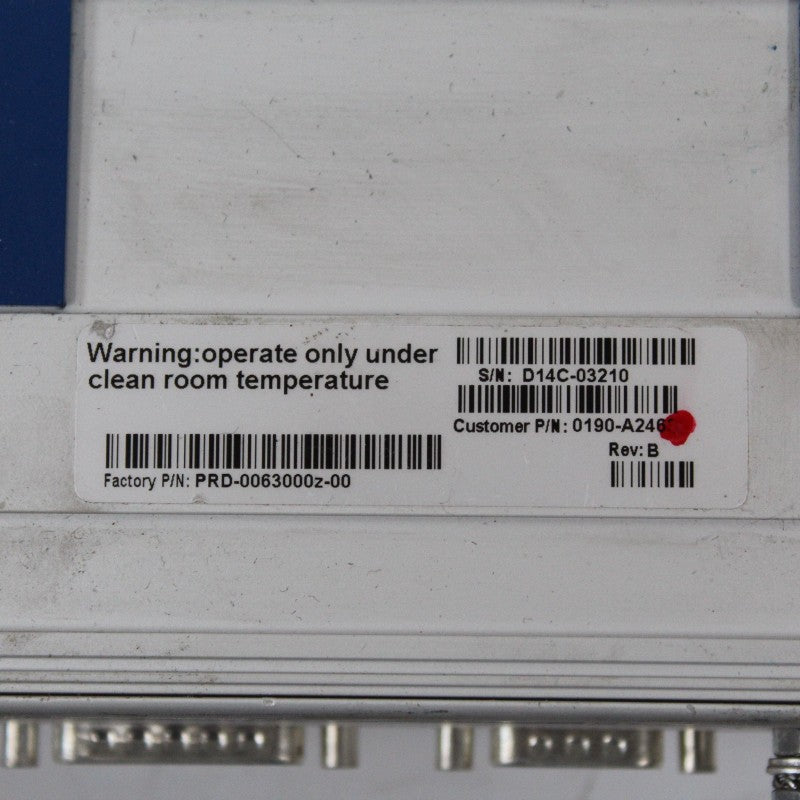 Warning:operate only under
clean room temperature
S/N: D14C-03210
Customer P/N: 0190-A246
Rev: B
Factory P/N: PRD-0063000z-00